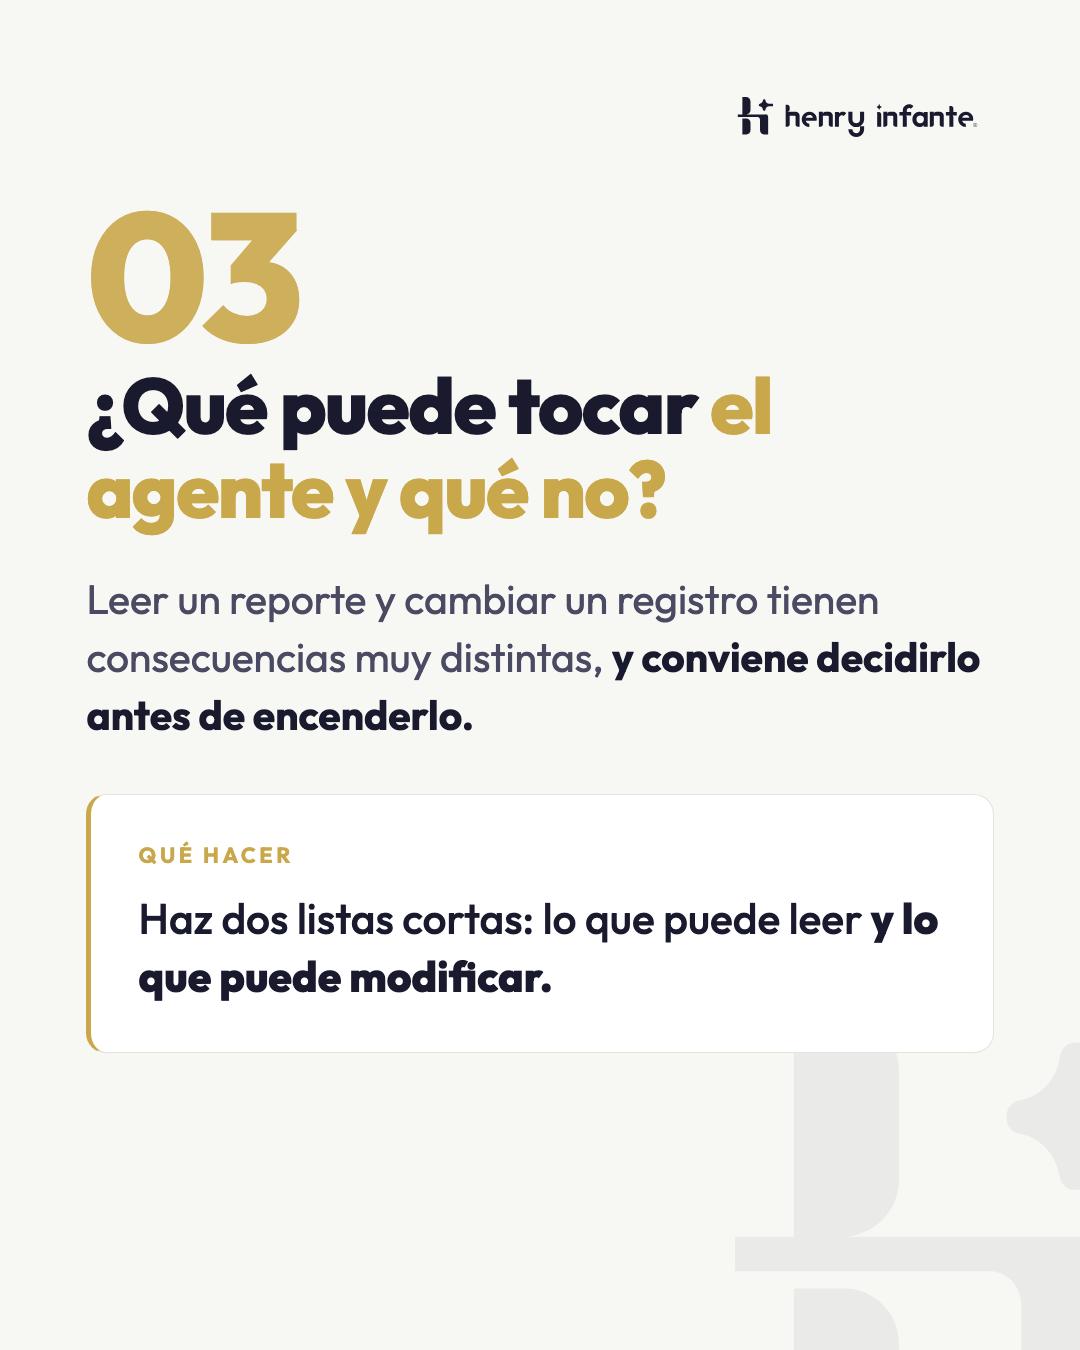 henry infante.
03
¿Qué puede tocar el
agente y qué no?
Leer un reporte y cambiar un registro tienen
consecuencias muy distintas, y conviene decidirlo
antes de encenderlo.
QUÉ HACER
Haz dos listas cortas: lo que puede leer y lo
que puede modificar.